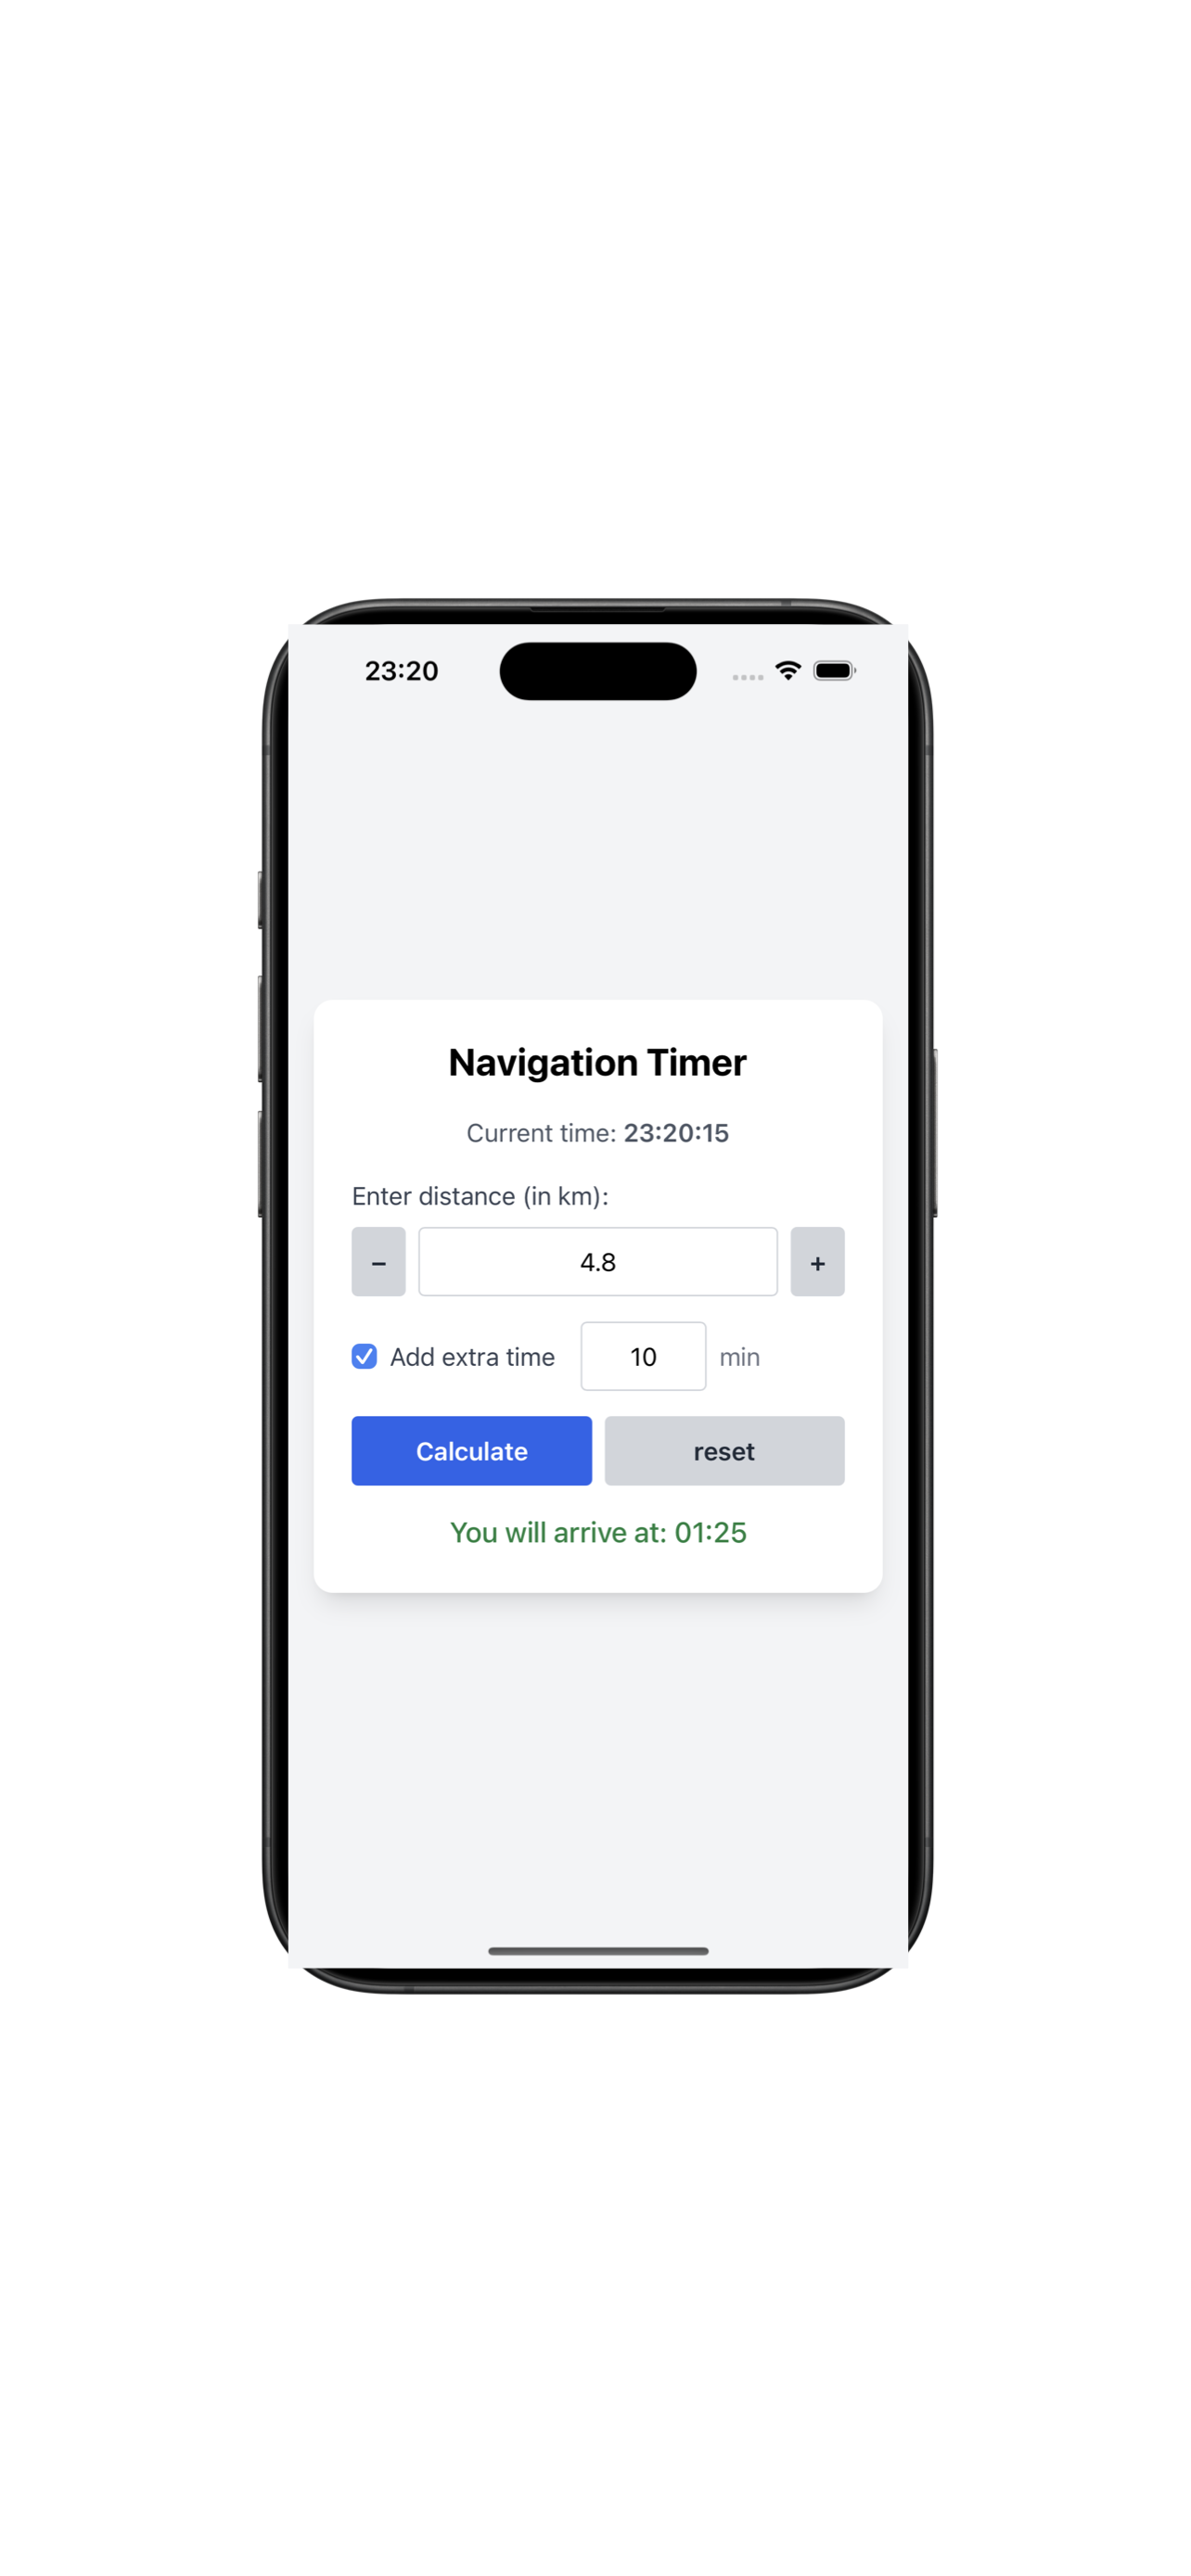 23:20
Navigation Timer
Current time: 23:20:15
Enter distance (in km):
– 4.8 +
Add extra time 10 min
Calculate reset
You will arrive at: 01:25